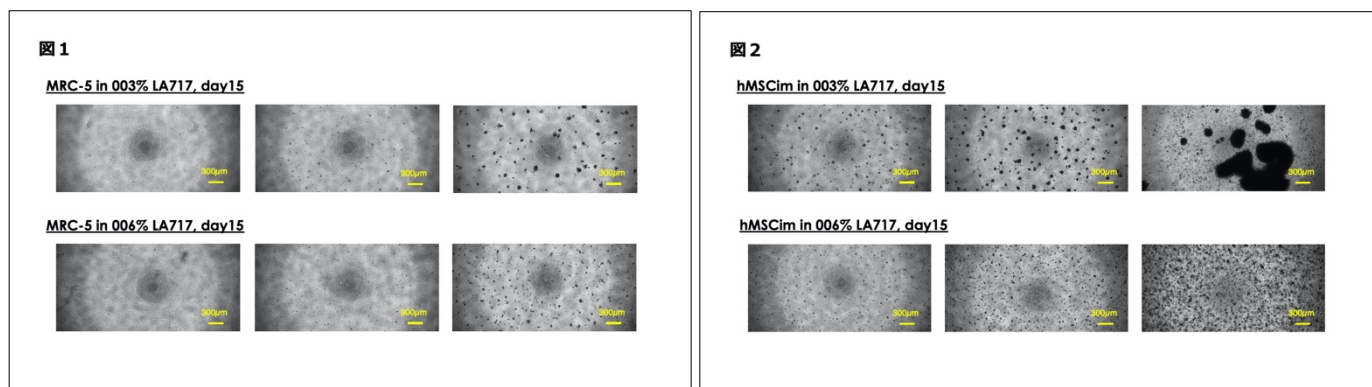 図1
MRC-5 in 003% LA717, day15
300μm
300μm
300μm
MRC-5 in 006% LA717, day15
300μm
300μm
300μm
図2
hMSCim in 003% LA717, day15
300μm
300μm
300μm
hMSCim in 006% LA717, day15
300μm
300μm
300μm